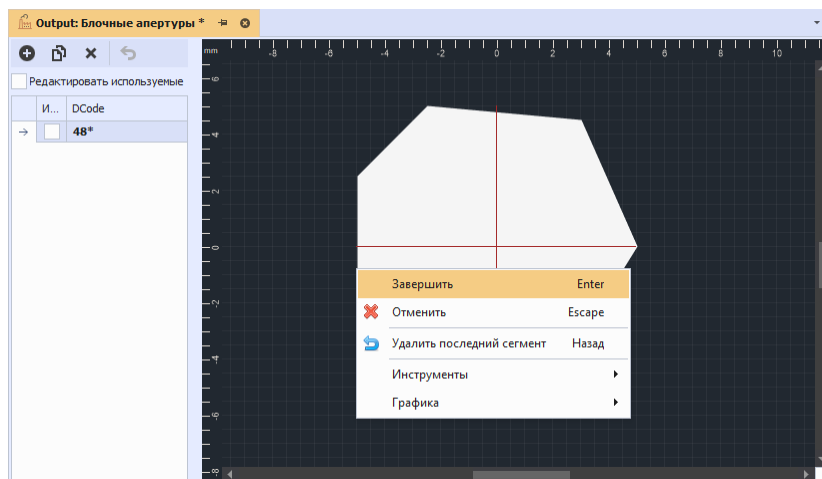 Output: Блочные апертуры *
Редактировать используемые
И... DCode
48*
mm
-8 -6 -2 0 2 4 6 8 10
6
4
2
0
-2
-4
-6
-8
Завершить Enter
Отменить Escape
Удалить последний сегмент Назад
Инструменты
Графика